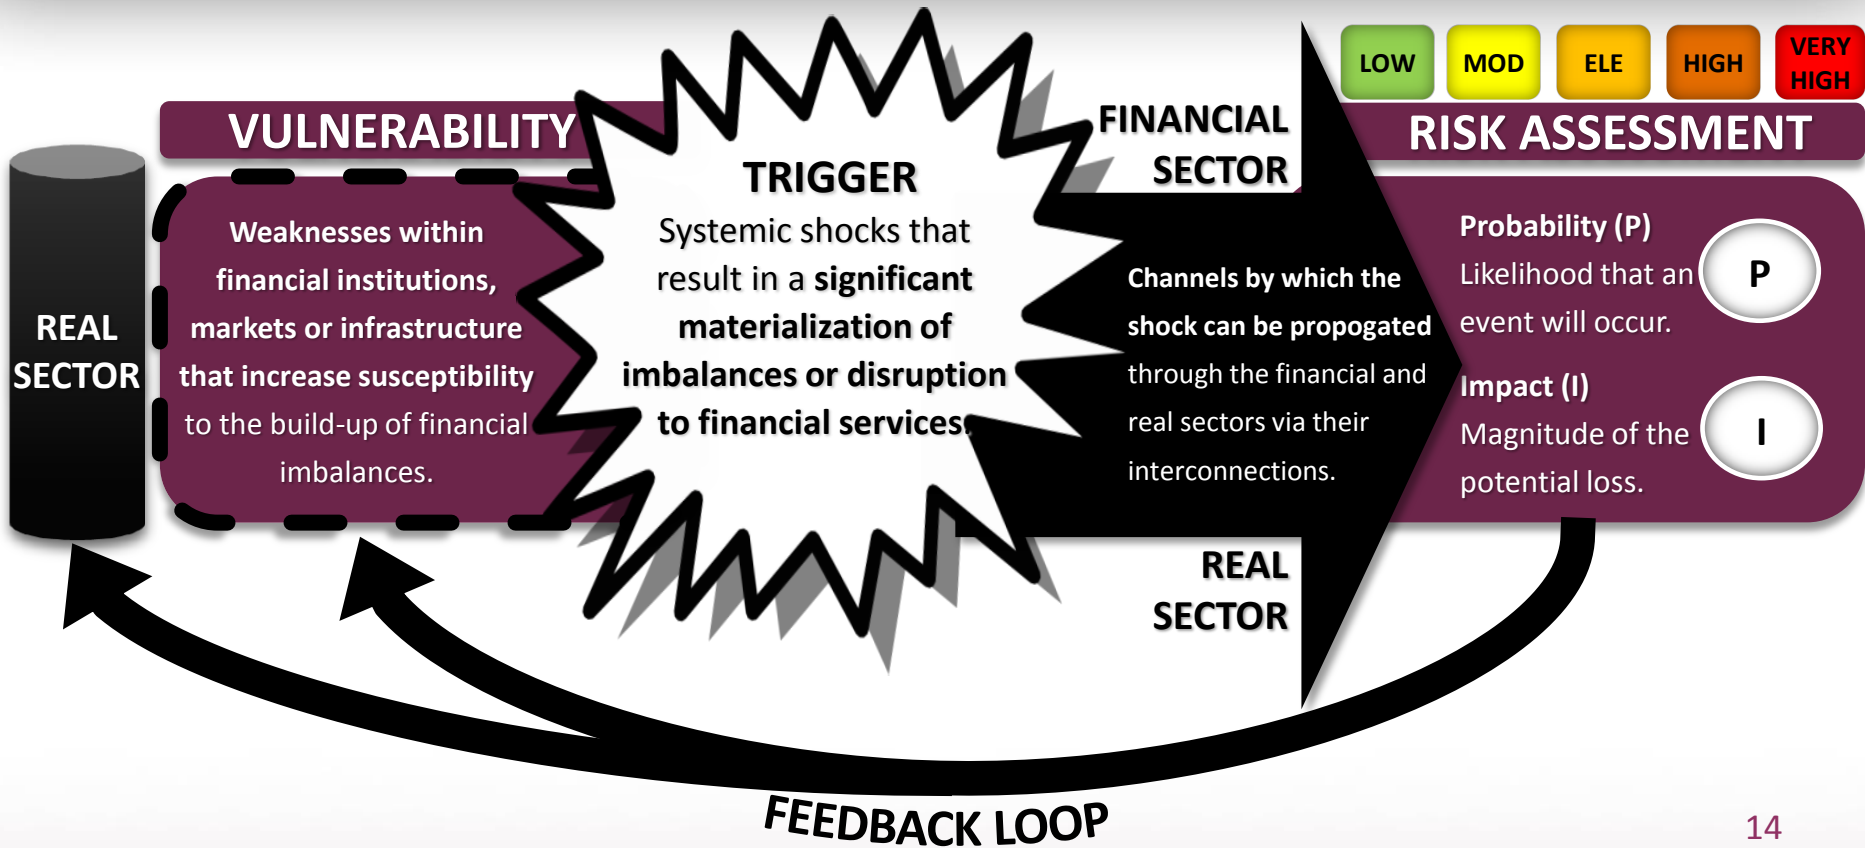 LOW
MOD
ELE
HIGH
VERY
HIGH
VULNERABILITY
RISK ASSESSMENT
REAL
SECTOR
Weaknesses within
financial institutions,
markets or infrastructure
that increase susceptibility
to the build-up of financial
imbalances.
TRIGGER
Systemic shocks that
result in a significant
materialization of
imbalances or disruption
to financial services.
FINANCIAL
SECTOR
Channels by which the
shock can be propogated
through the financial and
real sectors via their
interconnections.
REAL
SECTOR
Probability (P)
Likelihood that an
event will occur.
P
Impact (I)
Magnitude of the
potential loss.
I
FEEDBACK LOOP
14